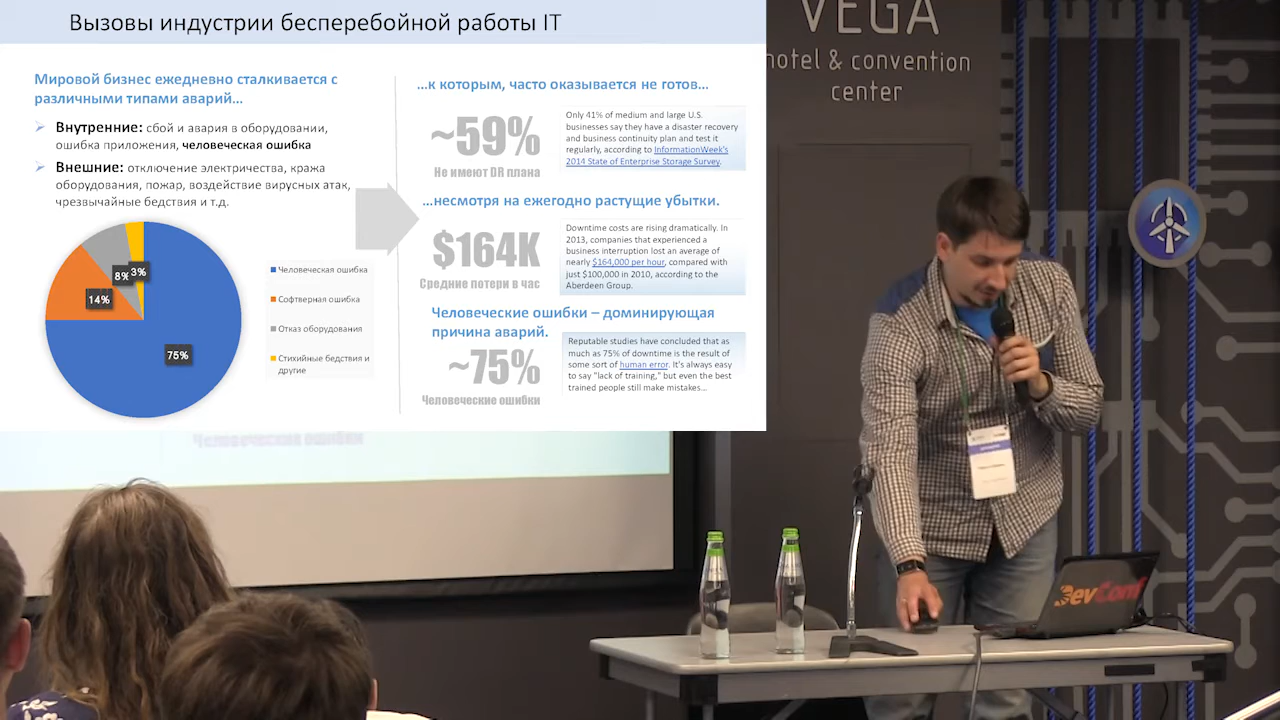 Вызовы индустрии бесперебойной работы IT
Мировой бизнес ежедневно сталкивается с
различными типами аварий…
Внутренние: сбой и авария в оборудовании,
ошибка приложения, человеческая ошибка
Внешние: отключение электричества, кража
оборудования, пожар, воздействие вирусных атак,
чрезвычайные бедствия и т.д.
75%
14%
8%
3%
Человеческая ошибка
Софтверная ошибка
Отказ оборудования
Стихийные бедствия и
другие
…к которым, часто оказывается не готов…
~59%
Не имеют DR плана
Only 41% of medium and large U.S.
businesses say they have a disaster recovery
and business continuity plan and test it
regularly, according to InformationWeek's
2014 State of Enterprise Storage Survey.
…несмотря на ежегодно растущие убытки.
$164K
Средние потери в час
Downtime costs are rising dramatically. In
2013, companies that experienced a
business interruption lost an average of
nearly $164,000 per hour, compared with
just $100,000 in 2010, according to the
Aberdeen Group.
Человеческие ошибки – доминирующая
причина аварий.
~75%
Человеческие ошибки
Reputable studies have concluded that as
much as 75% of downtime is the result of
some sort of human error. It's always easy
to say "lack of training," but even the best
trained people still make mistakes…
Человеческие ошибки
VEGA
hotel & convention
center
DevConf